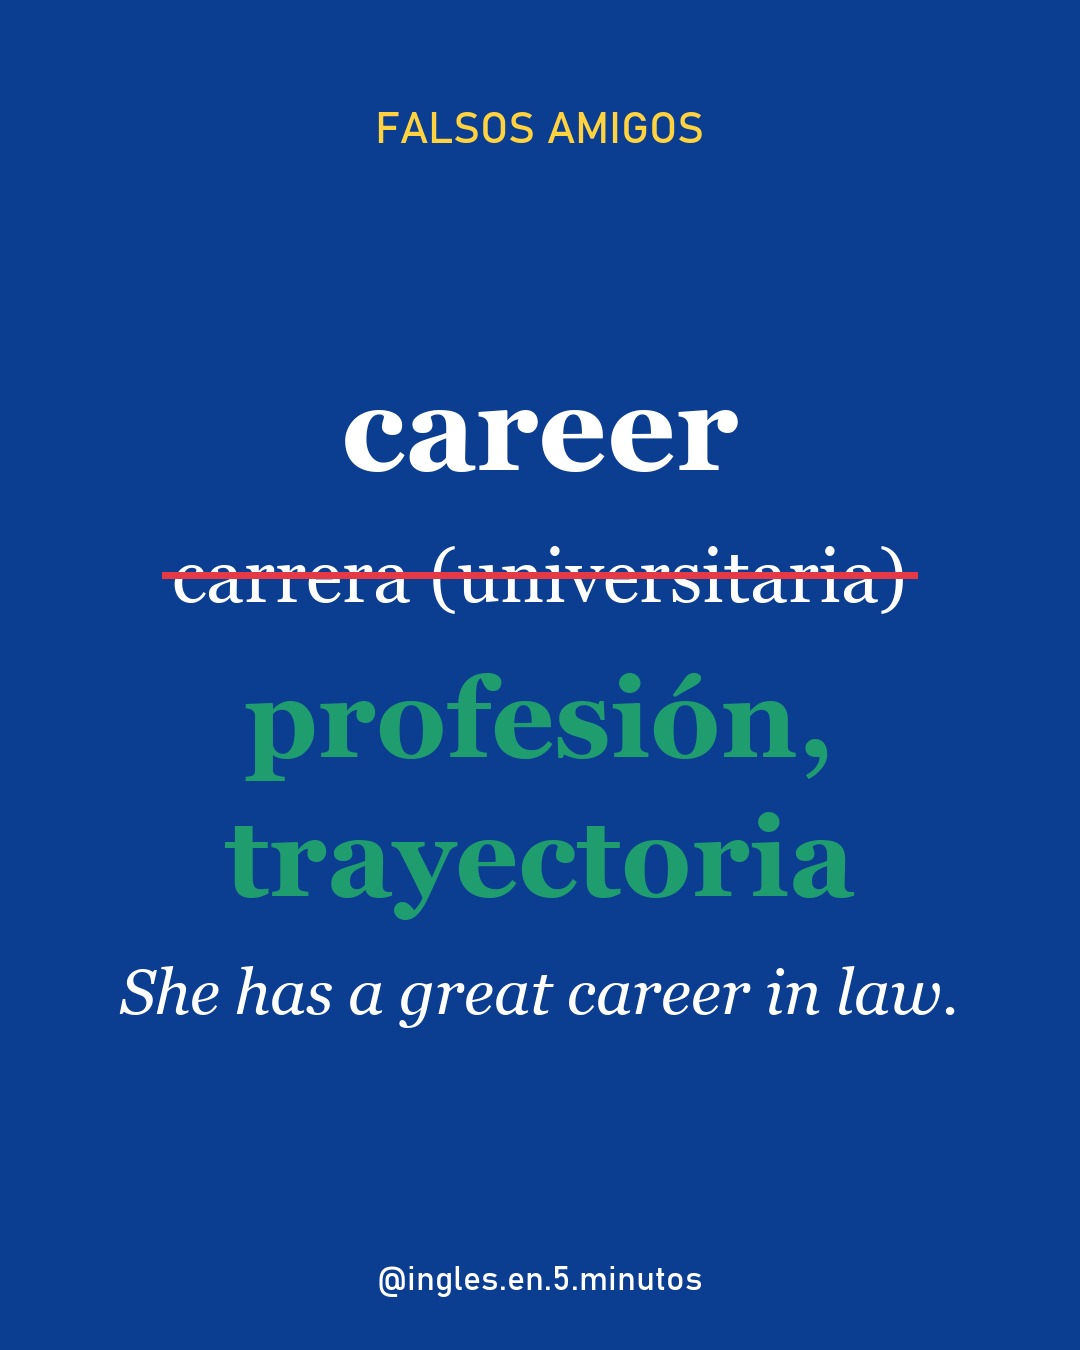 FALSOS AMIGOS
career
carrera (universitaria)
profesión,
trayectoria
She has a great career in law.
@ingles.en.5.minutos